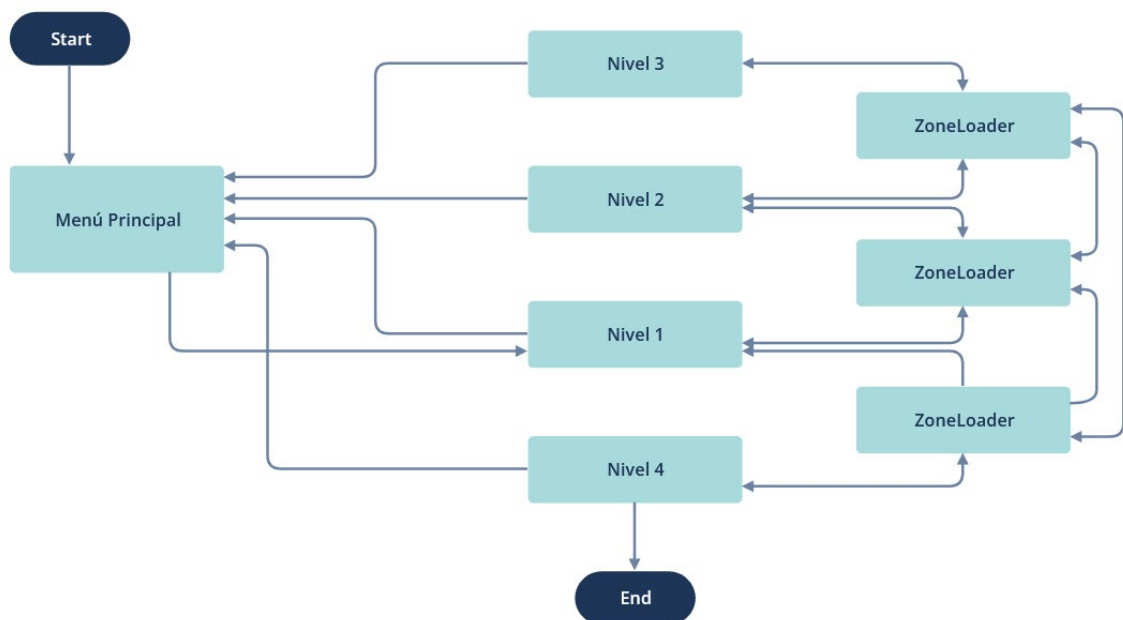 Start
Nivel 3
ZoneLoader
Menú Principal
Nivel 2
ZoneLoader
Nivel 1
ZoneLoader
Nivel 4
End